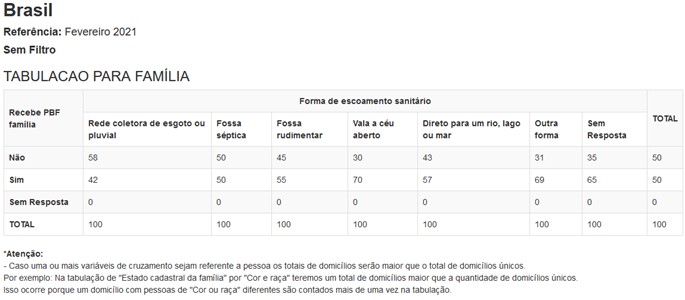 Brasil
Referência: Fevereiro 2021
Sem Filtro
TABULACAO PARA FAMÍLIA
Recebe PBF família
Forma de escoamento sanitário
TOTAL
Rede coletora de esgoto ou pluvial
Fossa séptica
Fossa rudimentar
Vala a céu aberto
Direto para um rio, lago ou mar
Outra forma
Sem Resposta
Não 58 50 45 30 43 31 35 50
Sim 42 50 55 70 57 69 65 50
Sem Resposta 0 0 0 0 0 0 0 0
TOTAL 100 100 100 100 100 100 100 100
*Atenção:
- Caso uma ou mais variáveis de cruzamento sejam referente a pessoa os totais de domicílios serão maior que o total de domicílios únicos.
Por exemplo: Na tabulação de "Estado cadastral da família" por "Cor e raça" teremos um total de domicílios maior que a quantidade de domicílios únicos.
Isso ocorre porque um domicílio com pessoas de "Cor ou raça" diferentes são contados mais de uma vez na tabulação.